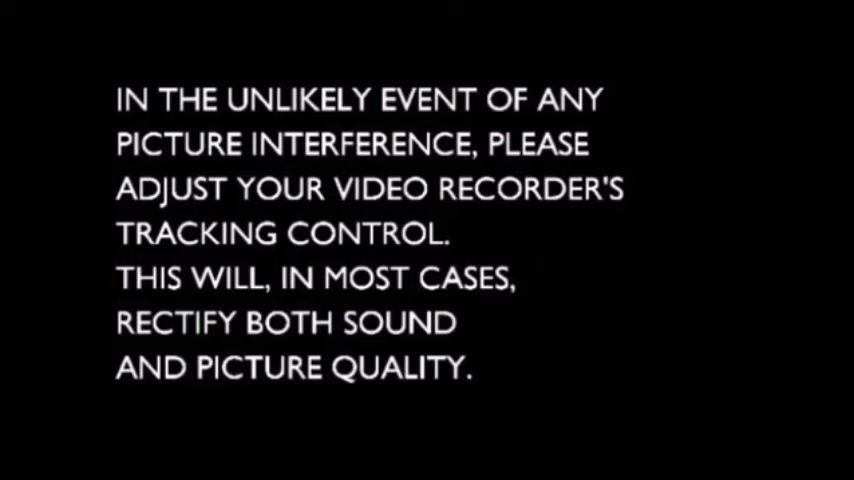 IN THE UNLIKELY EVENT OF ANY
PICTURE INTERFERENCE, PLEASE
ADJUST YOUR VIDEO RECORDER'S
TRACKING CONTROL.
THIS WILL, IN MOST CASES,
RECTIFY BOTH SOUND
AND PICTURE QUALITY.